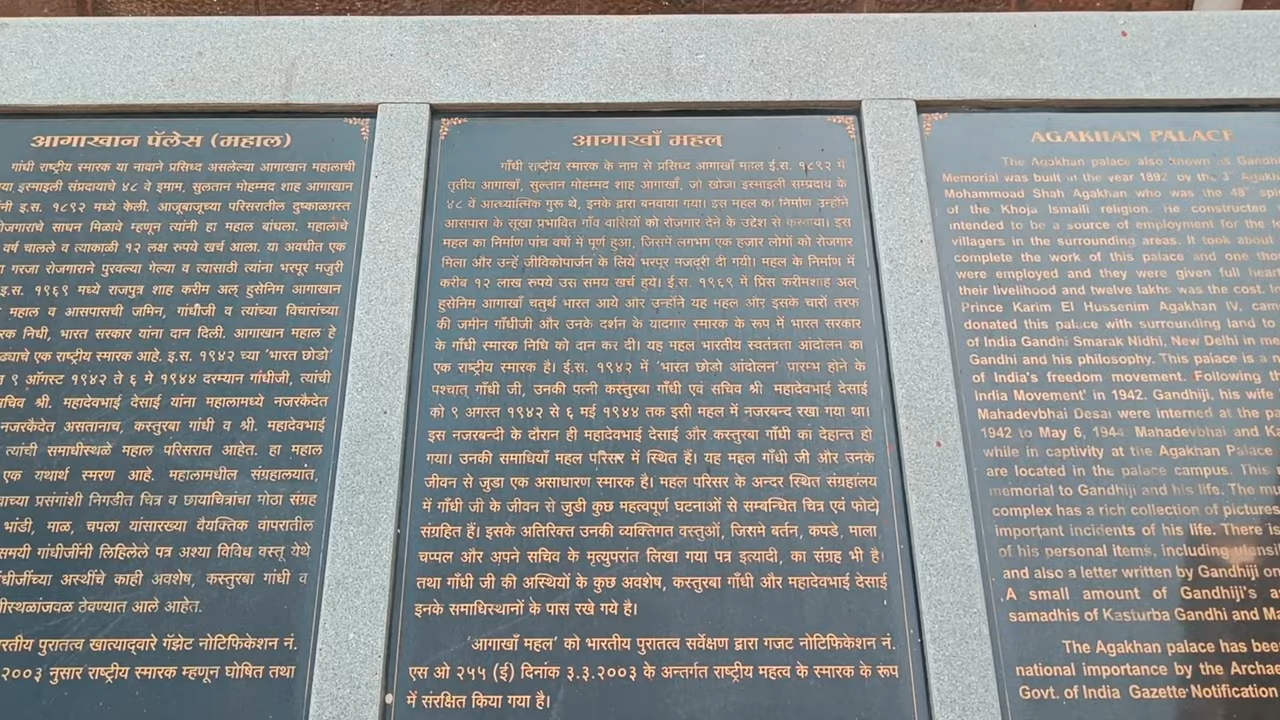 आगाखान पॅलेस (महाल)
गांधी राष्ट्रीय स्मारक या नावाने प्रसिध्द असलेल्या आगाखान महालाची
इस्माइली संप्रदायाचे ४८ वे इमाम, सुलतान मोहम्मद शाह आगाखान
नी इ.स. १८९२ मध्ये केली. आजूबाजूच्या परिसरातील दुष्काळग्रस्त
रोजगाराचे साधन मिळावे म्हणून त्यांनी हा महाल बांधला. महालाचे
वर्ष चालले व त्याकाळी १२ लक्ष रुपये खर्च आला. या अवधीत एक
गरजा रोजगाराने पुरवल्या गेल्या व त्यासाठी त्यांना भरपूर मजुरी
इ.स. १९६९ मध्ये राजपुत्र शाह करीम अल् हुसेनिम आगाखान
महाल व आसपासची जमिन, गांधीजी व त्यांच्या विचारांच्या
रक निधी, भारत सरकार यांना दान दिली. आगाखान महाल हे
ढ्याचे एक राष्ट्रीय स्मारक आहे. इ.स. १९४२ च्या 'भारत छोडो'
९ ऑगस्ट १९४२ ते ६ मे १९४४ दरम्यान गांधीजी, त्यांची
चिव श्री. महादेवभाई देसाई यांना महालामध्ये नजरकैदेत
नजरकैदेत असतानाच, कस्तुरबा गांधी व श्री. महादेवभाई
त्यांची समाधीस्थळे महाल परिसरात आहेत. हा महाल
एक यथार्थ स्मरण आहे. महालामधील संग्रहालयांत,
च्या प्रसंगांशी निगडीत चित्र व छायाचित्रांचा मोठा संग्रह
भांडी, माळ, चपला यांसारख्या वैयक्तिक वापरातील
समयी गांधीजींनी लिहिलेले पत्र अश्या विविध वस्तू येथे
धीजींच्या अस्थींचे काही अवशेष, कस्तुरबा गांधी व
स्थळांजवळ ठेवण्यात आले आहेत.
रतीय पुरातत्व खात्याद्वारे गॅझेट नोटिफिकेशन नं.
२००३ नुसार राष्ट्रीय स्मारक म्हणून घोषित तथा
आगाखाँ महल
गाँधी राष्ट्रीय स्मारक के नाम से प्रसिध्द आगाखाँ महल ई.स. १८९२ में
तृतीय आगाखाँ, सुल्तान मोहम्मद शाह आगाखाँ, जो खोजा इस्माइली सम्प्रदाय के
४८ वें आत्ध्यात्मिक गुरू थे, इनके द्वारा बनवाया गया। इस महल का निर्माण उन्होंने
आसपास के सूखा प्रभावित गाँव वासियों को रोजगार देने के उद्देश से करवाया। इस
महल का निर्माण पांच वर्षो में पूर्ण हुआ, जिसमें लगभग एक हजार लोगों को रोजगार
मिला और उन्हें जीविकोपार्जन के लिये भरपूर मजदूरी दी गयी। महल के निर्माण में
करीब १२ लाख रुपये उस समय खर्च हुये। ई.स. १९६९ में प्रिंस करीमशाह अल्
हुसेनिम आगाखाँ चतुर्थ भारत आये और उन्होंने यह महल और इसके चारों तरफ
की जमीन गाँधीजी और उनके दर्शन के यादगार स्मारक के रूप में भारत सरकार
के गाँधी स्मारक निधि को दान कर दी। यह महल भारतीय स्वतंत्रता आंदोलन का
एक राष्ट्रीय स्मारक है। ई.स. १९४२ में 'भारत छोडो आंदोलन' प्रारम्भ होने के
पश्चात् गाँधी जी, उनकी पत्नी कस्तुरबा गाँधी एवं सचिव श्री महादेवभाई देसाई
को ९ अगस्त १९४२ से ६ मई १९४४ तक इसी महल में नजरबन्द रखा गया था।
इस नजरबन्दी के दौरान ही महादेवभाई देसाई और कस्तुरबा गाँधी का देहान्त हो
गया। उनकी समाधियाँ महल परिसर में स्थित हैं। यह महल गाँधी जी और उनके
जीवन से जुडा एक असाधारण स्मारक है। महल परिसर के अन्दर स्थित संग्रहालय
में गाँधी जी के जीवन से जुडी कुछ महत्वपूर्ण घटनाओं से सम्बन्धित चित्र एवं फोटो
संग्रहित हैं। इसके अतिरिक्त उनकी व्यक्तिगत वस्तुओं, जिसमे बर्तन, कपडे, माला
चप्पल और अपने सचिव के मृत्युपरांत लिखा गया पत्र इत्यादी, का संग्रह भी है।
तथा गाँधी जी की अस्थियों के कुछ अवशेष, कस्तुरबा गाँधी और महादेवभाई देसाई
इनके समाधिस्थानों के पास रखे गये है।
'आगाखाँ महल' को भारतीय पुरातत्व सर्वेक्षण द्वारा गजट नोटिफिकेशन नं.
एस ओ २५५ (ई) दिनांक ३.३.२००३ के अन्तर्गत राष्ट्रीय महत्व के स्मारक के रूप
में संरक्षित किया गया है।
AGAKHAN PALACE
The Agakhan palace also known as Gandhi
Memorial was built in the year 1892 by the 3rd Agakh
Mohammoad Shah Agakhan who was the 48th spi
of the Khoja Ismaili religion. He constructed
intended to be a source of employment for the f
villagers in the surrounding areas. It took about
complete the work of this palace and one thou
were employed and they were given full hear
their livelihood and twelve lakhs was the cost. In
Prince Karim El Hussenim Agakhan IV, cam
donated this palace with surrounding land to
of India Gandhi Smarak Nidhi, New Delhi in me
Gandhi and his philosophy. This palace is a
of India's freedom movement. Following th
India Movement' in 1942. Gandhiji, his wife
Mahadevbhai Desai were interned at the pa
1942 to May 6, 1944. Mahadevbhai and Ka
while in captivity at the Agakhan Palace
are located in the palace campus. This
memorial to Gandhiji and his life. The mu
complex has a rich collection of pictures
important incidents of his life. There is
of his personal items, including utensi
and also a letter written by Gandhiji on
A small amount of Gandhiji's a
samadhis of Kasturba Gandhi and Ma
The Agakhan palace has bee
national importance by the Archae
Govt. of India Gazette Notification